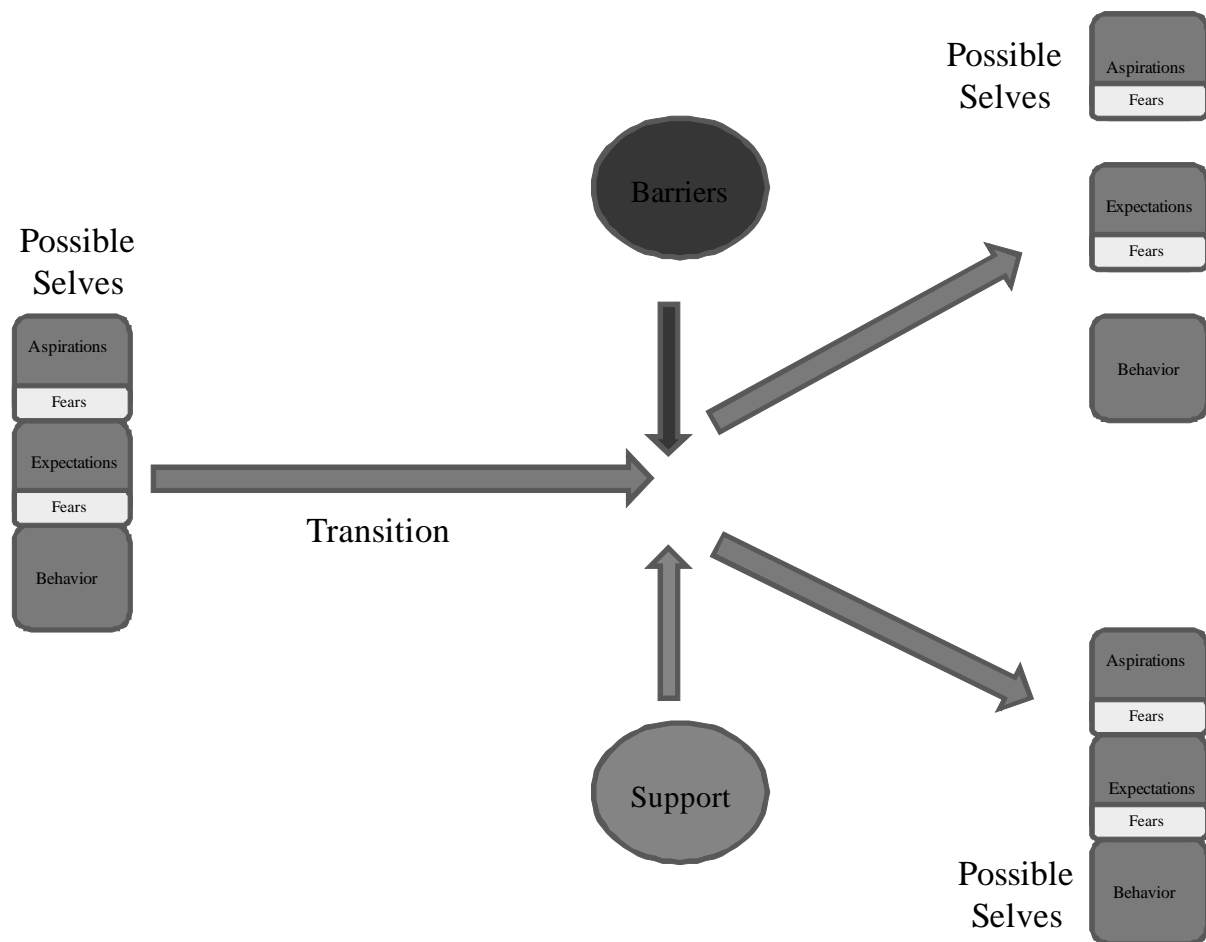 Possible
Selves
Aspirations
Fears
Expectations
Fears
Behavior
Transition
Barriers
Support
Possible
Selves
Aspirations
Fears
Expectations
Fears
Behavior
Aspirations
Fears
Expectations
Fears
Behavior
Possible
Selves